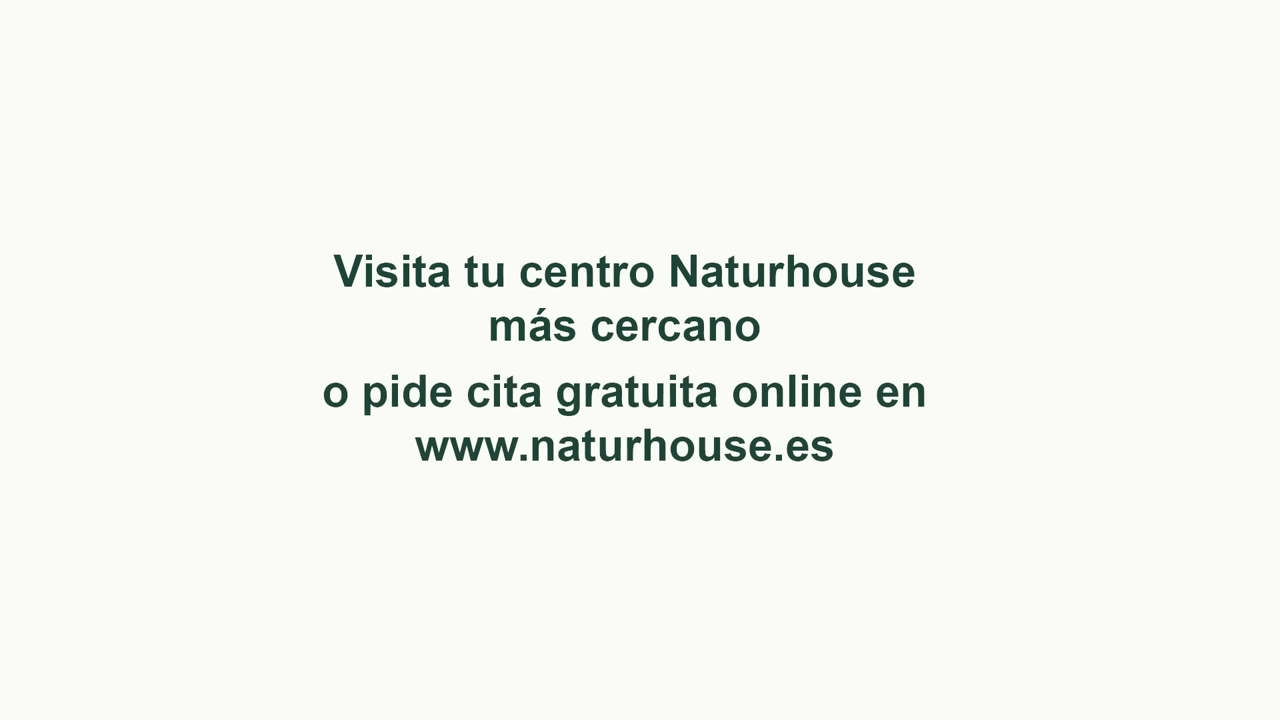 Visita tu centro Naturhouse
más cercano
o pide cita gratuita online en
www.naturhouse.es